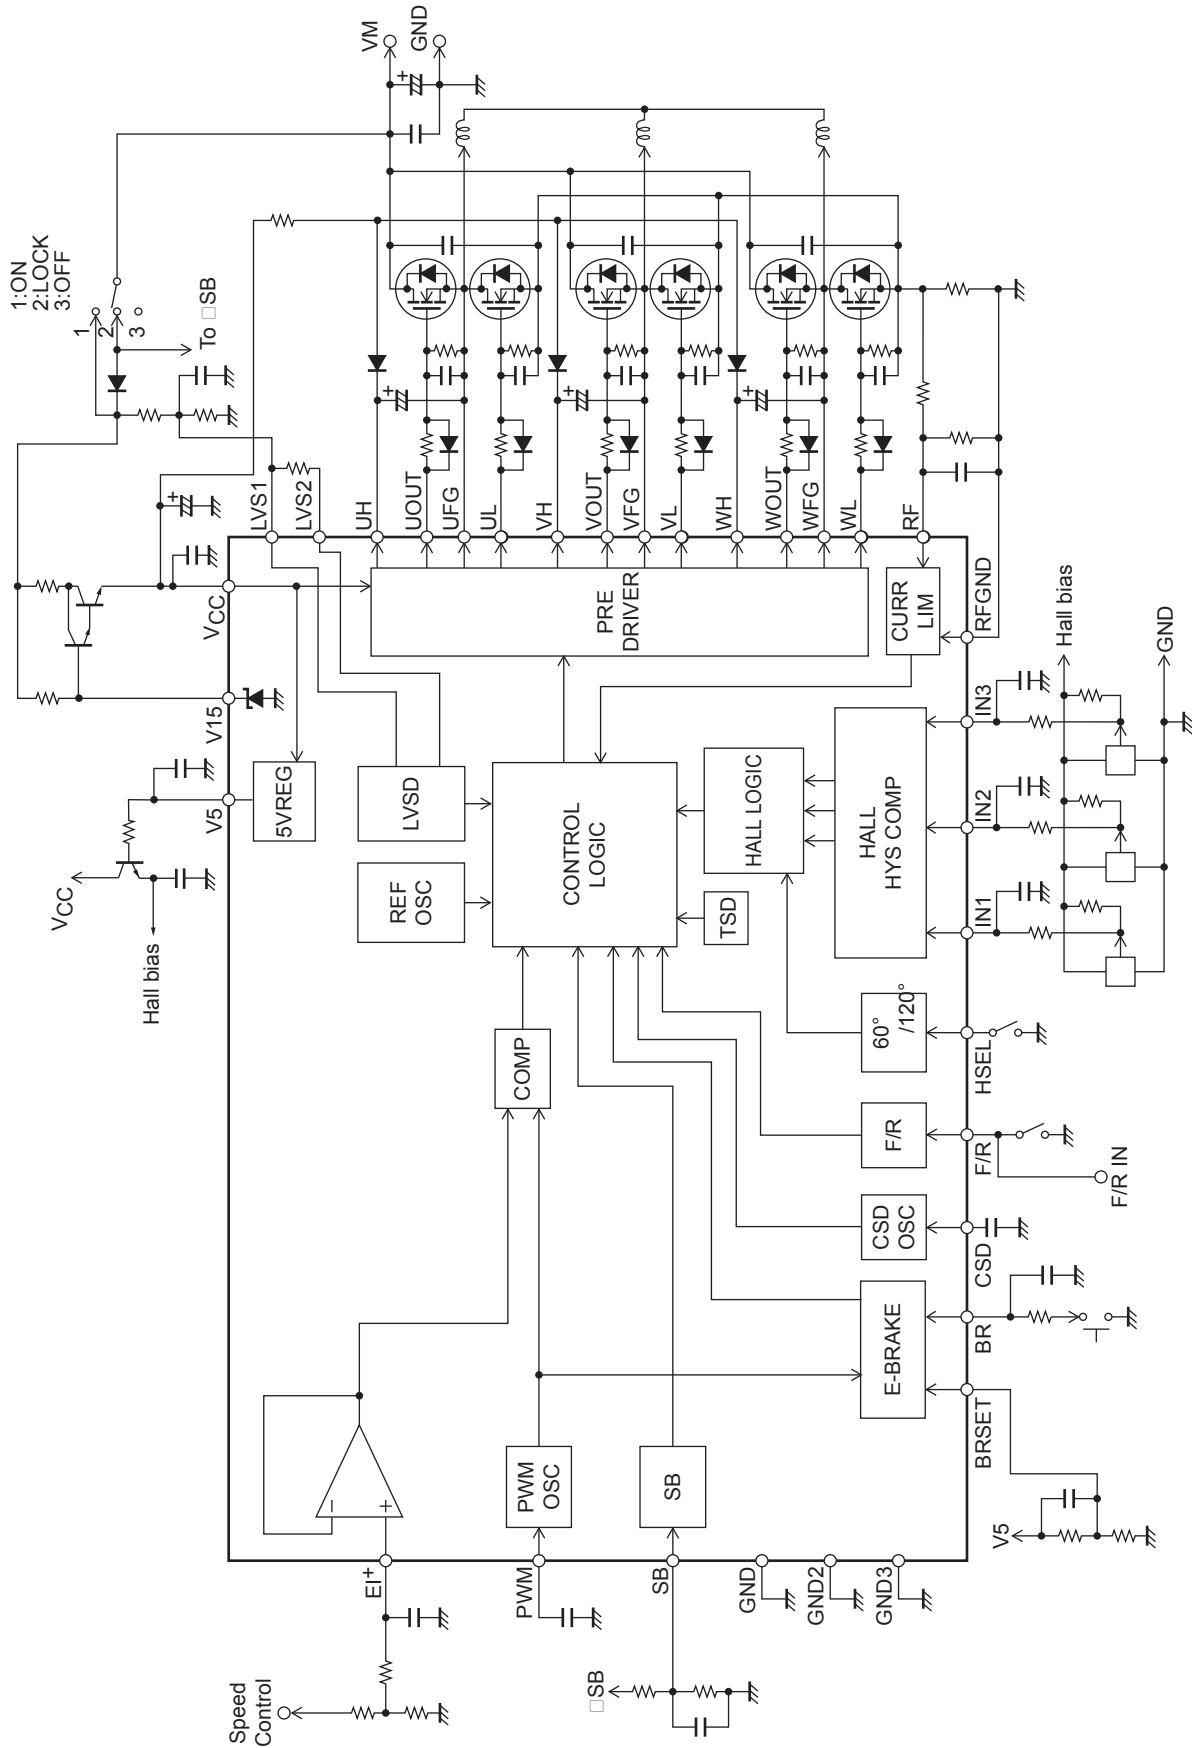 1:ON
2:LOCK
3:OFF
1
2
3
To □SB
VM
GND
+
+
+
+
+
VCC
Hall bias
V5
V15
VCC
LVS1
LVS2
UH
UOUT
UFG
UL
VH
VOUT
VFG
VL
WH
WOUT
WFG
WL
RF
RFGND
5VREG
LVSD
REF
OSC
PRE
DRIVER
CURR
LIM
CONTROL
LOGIC
TSD
HALL LOGIC
HALL
HYS COMP
COMP
60°
/120°
F/R
CSD
OSC
E-BRAKE
PWM
OSC
SB
−
+
Speed
Control
EI+
PWM
□SB
SB
GND
GND2
GND3
V5
BRSET
BR
CSD
F/R
F/R IN
HSEL
IN1
IN2
IN3
Hall bias
GND